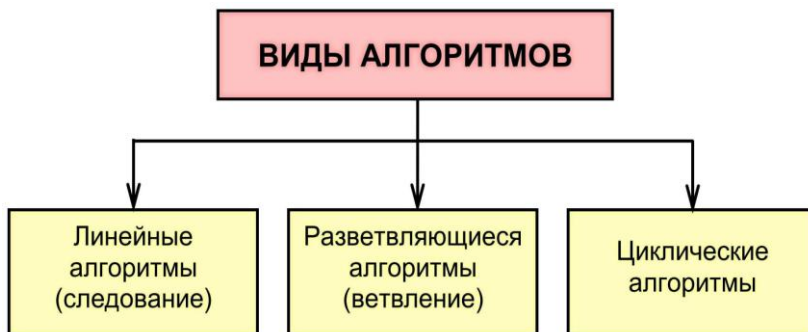 ВИДЫ АЛГОРИТМОВ
Линейные
алгоритмы
(следование)
Разветвляющиеся
алгоритмы
(ветвление)
Циклические
алгоритмы